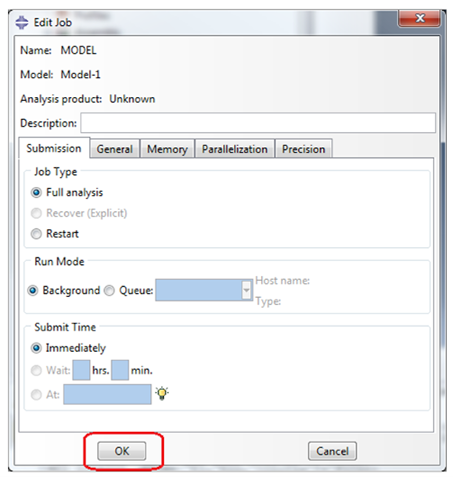 Edit Job
Name: MODEL
Model: Model-1
Analysis product: Unknown
Description:
Submission General Memory Parallelization Precision
Job Type
Full analysis
Recover (Explicit)
Restart
Run Mode
Background Queue: Host name:
Type:
Submit Time
Immediately
Wait: hrs. min.
At:
OK Cancel